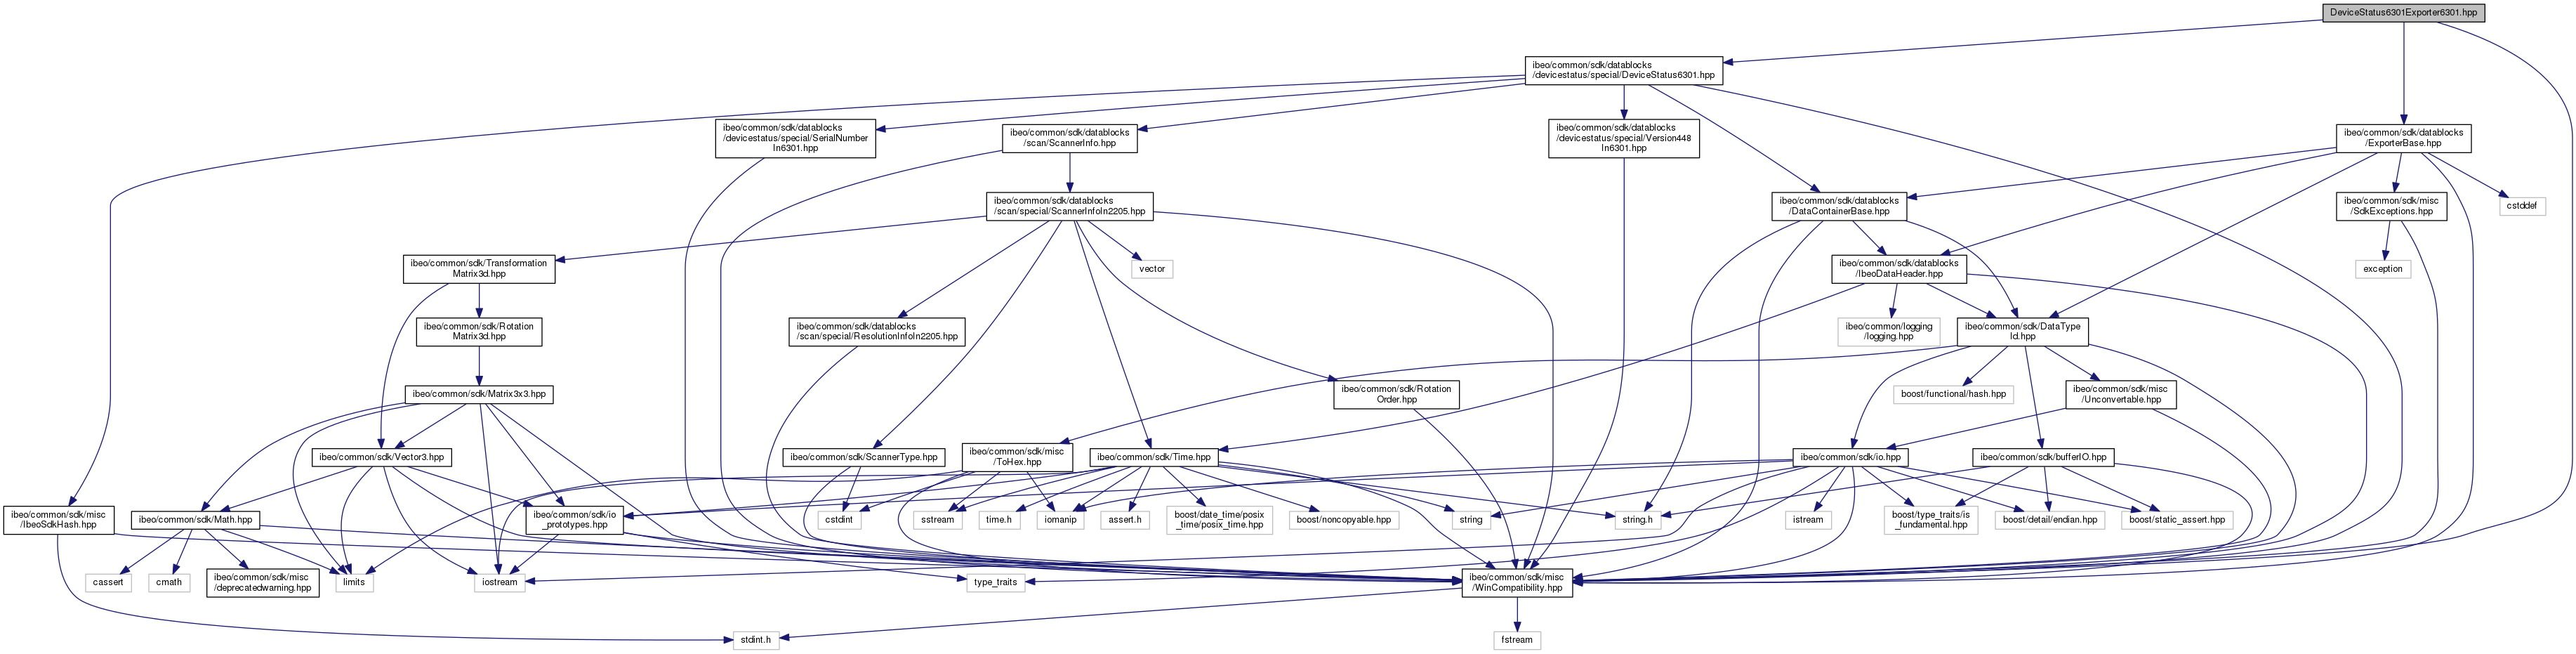 DeviceStatus6301Exporter6301.hpp
ibeo/common/sdk/datablocks
/devicestatus/special/DeviceStatus6301.hpp
ibeo/common/sdk/datablocks
/devicestatus/special/SerialNumber
In6301.hpp
ibeo/common/sdk/datablocks
/scan/ScannerInfo.hpp
ibeo/common/sdk/datablocks
/devicestatus/special/Version448
In6301.hpp
ibeo/common/sdk/datablocks
/ExporterBase.hpp
ibeo/common/sdk/datablocks
/scan/special/ScannerInfoIn2205.hpp
ibeo/common/sdk/datablocks
/DataContainerBase.hpp
ibeo/common/sdk/misc
/SdkExceptions.hpp
cstddef
ibeo/common/sdk/Transformation
Matrix3d.hpp
vector
ibeo/common/sdk/datablocks
/IbeoDataHeader.hpp
exception
ibeo/common/sdk/Rotation
Matrix3d.hpp
ibeo/common/sdk/datablocks
/scan/special/ResolutionInfoIn2205.hpp
ibeo/common/logging
/logging.hpp
ibeo/common/sdk/DataType
Id.hpp
ibeo/common/sdk/Matrix3x3.hpp
ibeo/common/sdk/Rotation
Order.hpp
boost/functional/hash.hpp
ibeo/common/sdk/misc
/Unconvertable.hpp
ibeo/common/sdk/Vector3.hpp
ibeo/common/sdk/ScannerType.hpp
ibeo/common/sdk/misc
/ToHex.hpp
ibeo/common/sdk/Time.hpp
ibeo/common/sdk/io.hpp
ibeo/common/sdk/bufferIO.hpp
ibeo/common/sdk/misc
/IbeoSdkHash.hpp
ibeo/common/sdk/Math.hpp
ibeo/common/sdk/io
_prototypes.hpp
cstdint
sstream
time.h
iomanip
assert.h
boost/date_time/posix
_time/posix_time.hpp
boost/noncopyable.hpp
string
string.h
istream
boost/type_traits/is
_fundamental.hpp
boost/detail/endian.hpp
boost/static_assert.hpp
cassert
cmath
ibeo/common/sdk/misc
/deprecatedwarning.hpp
limits
iostream
type_traits
ibeo/common/sdk/misc
/WinCompatibility.hpp
stdint.h
fstream